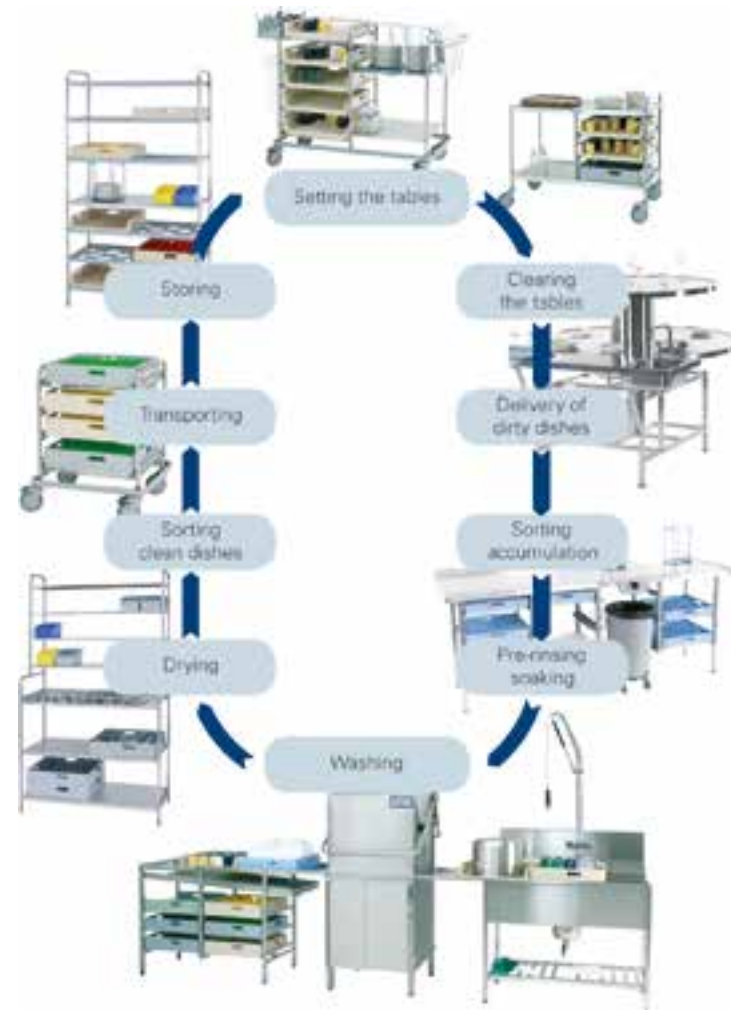 Setting the tables
Clearing
the tables
Delivery of
dirty dishes
Sorting
accumulation
Pre-rinsing
soaking
Washing
Drying
Sorting
clean dishes
Transporting
Storing